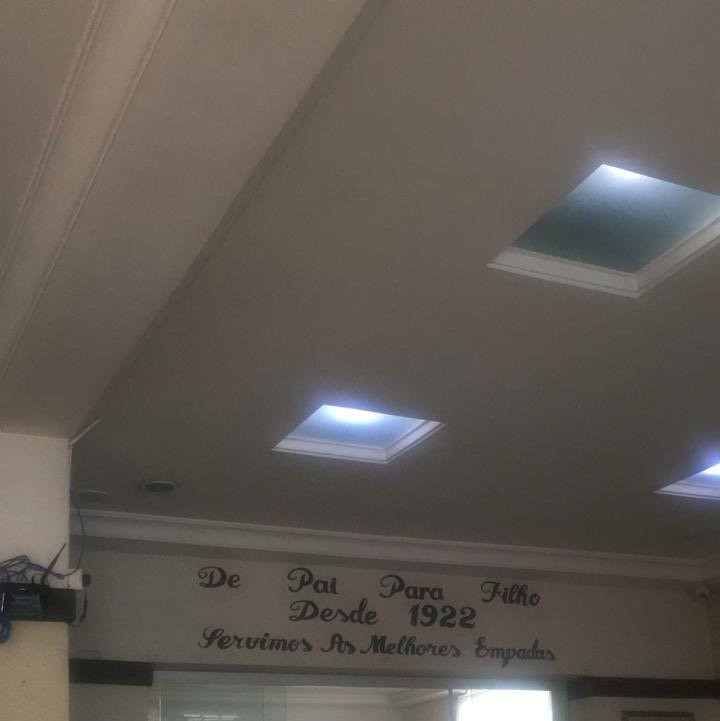 De Pai Para Filho
Desde 1922
Servimos As Melhores Empadas